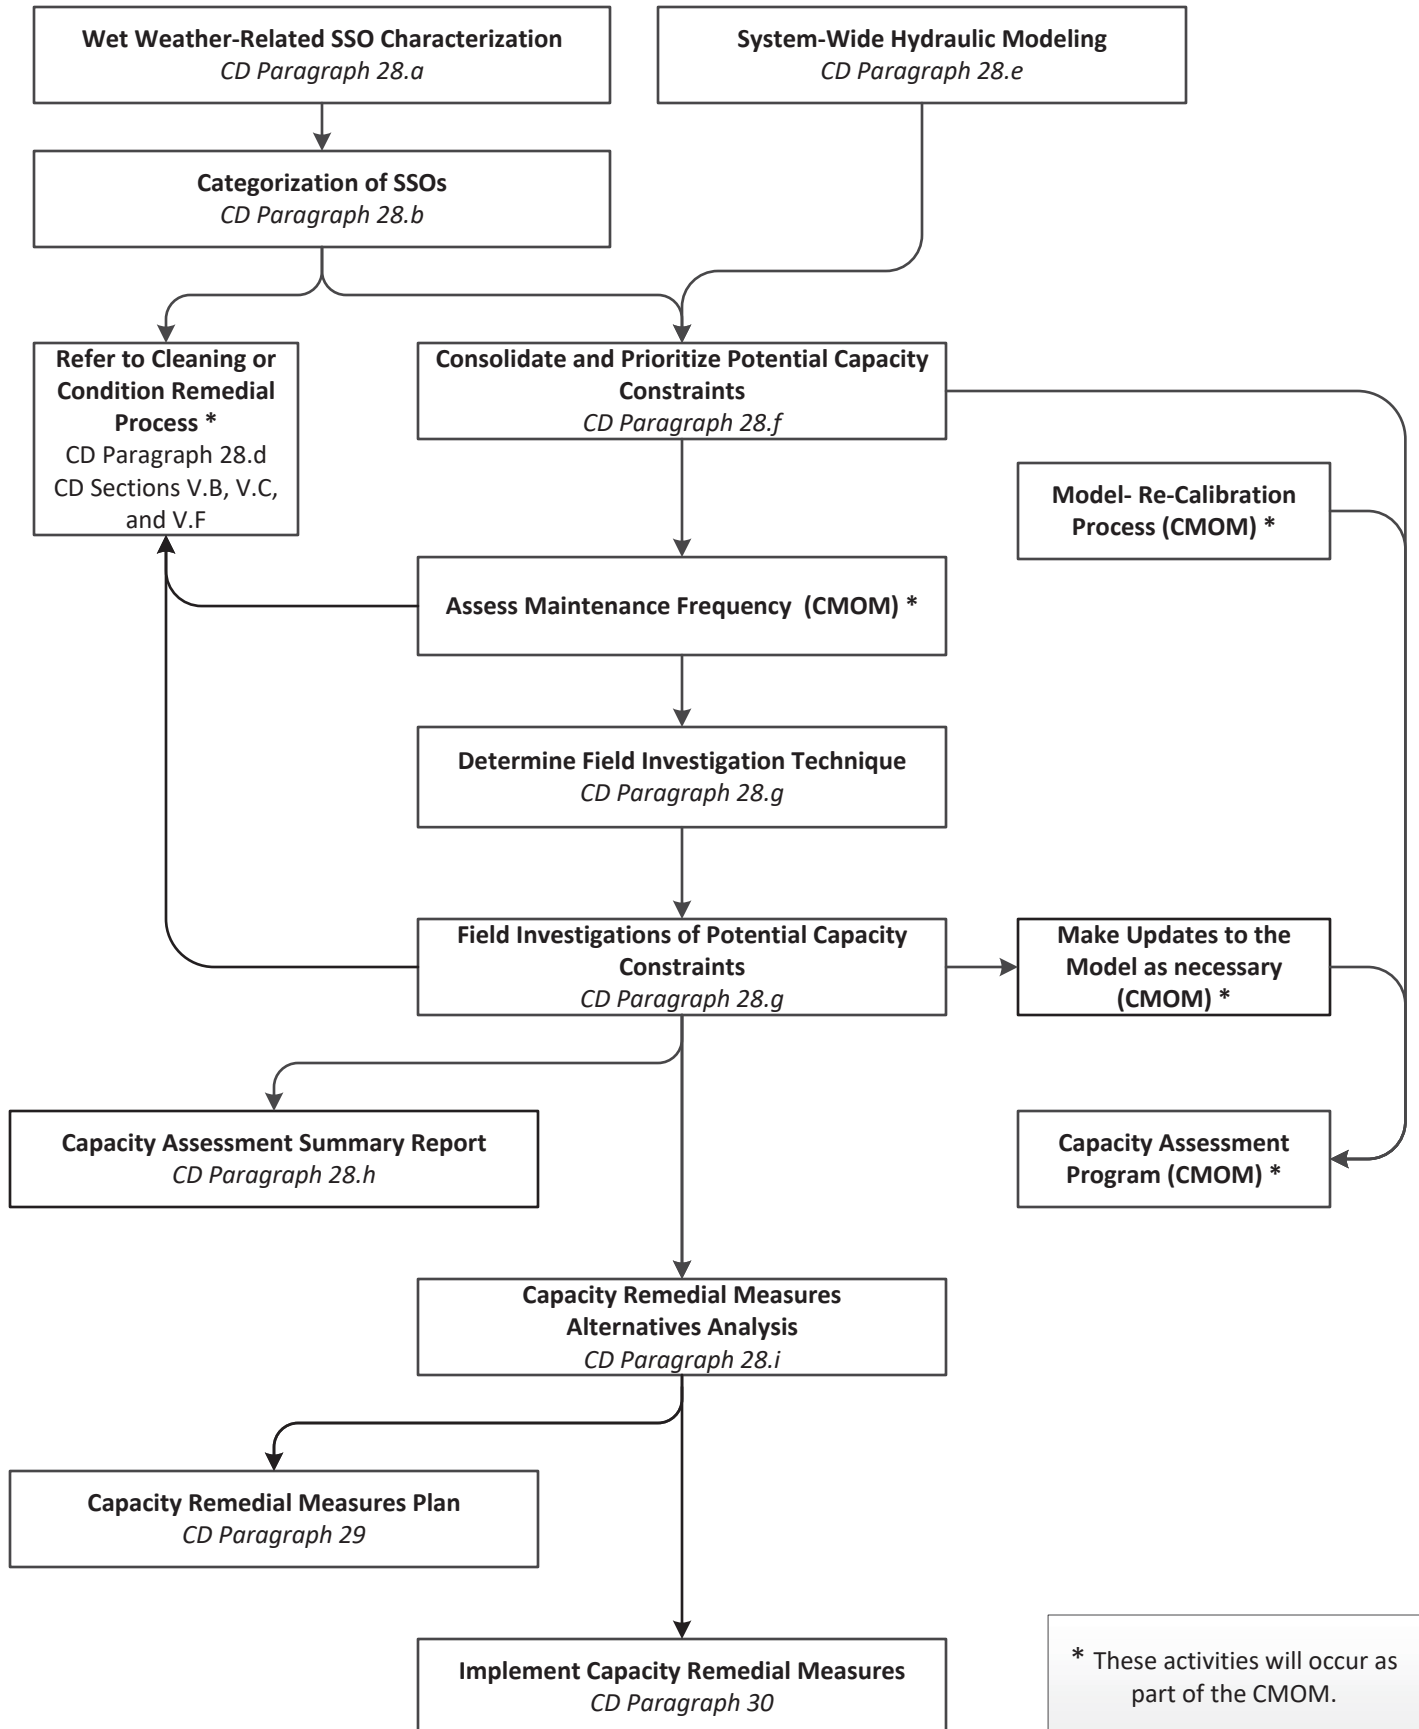 Wet Weather-Related SSO Characterization
CD Paragraph 28.a
System-Wide Hydraulic Modeling
CD Paragraph 28.e
Categorization of SSOs
CD Paragraph 28.b
Refer to Cleaning or
Condition Remedial
Process *
CD Paragraph 28.d
CD Sections V.B, V.C,
and V.F
Consolidate and Prioritize Potential Capacity
Constraints
CD Paragraph 28.f
Model- Re-Calibration
Process (CMOM) *
Assess Maintenance Frequency (CMOM) *
Determine Field Investigation Technique
CD Paragraph 28.g
Field Investigations of Potential Capacity
Constraints
CD Paragraph 28.g
Make Updates to the
Model as necessary
(CMOM) *
Capacity Assessment Summary Report
CD Paragraph 28.h
Capacity Assessment
Program (CMOM) *
Capacity Remedial Measures
Alternatives Analysis
CD Paragraph 28.i
Capacity Remedial Measures Plan
CD Paragraph 29
Implement Capacity Remedial Measures
CD Paragraph 30
* These activities will occur as
part of the CMOM.